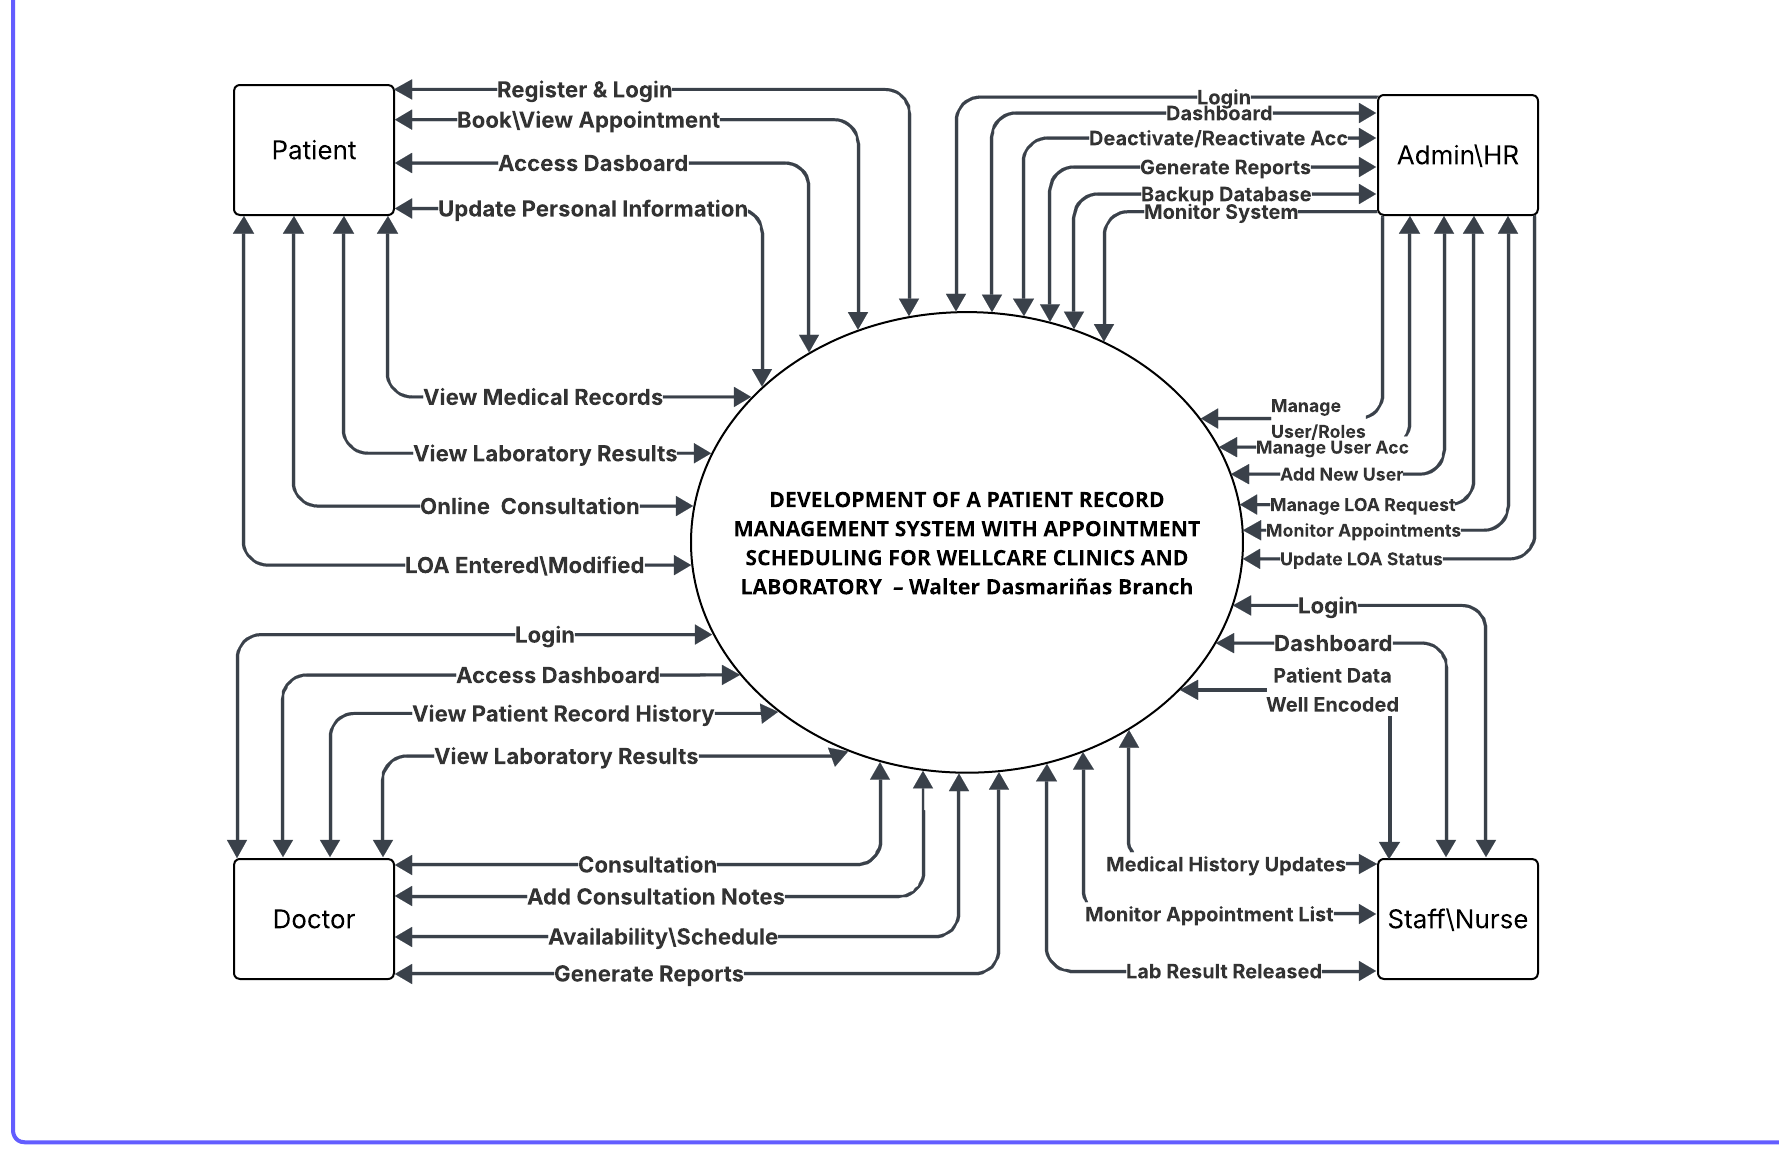 Register & Login
Book\View Appointment
Access Dasboard
Update Personal Information
Patient
View Medical Records
View Laboratory Results
Online  Consultation
LOA Entered\Modified
Login
Dashboard
Deactivate/Reactivate Acc
Generate Reports
Backup Database
Monitor System
Admin\HR
Manage
User/Roles
Manage User Acc
Add New User
Manage LOA Request
Monitor Appointments
Update LOA Status
DEVELOPMENT OF A PATIENT RECORD
MANAGEMENT SYSTEM WITH APPOINTMENT
SCHEDULING FOR WELLCARE CLINICS AND
LABORATORY  – Walter Dasmariñas Branch
Login
Access Dashboard
View Patient Record History
View Laboratory Results
Doctor
Consultation
Add Consultation Notes
Availability\Schedule
Generate Reports
Login
Dashboard
Patient Data
Well Encoded
Medical History Updates
Monitor Appointment List
Lab Result Released
Staff\Nurse